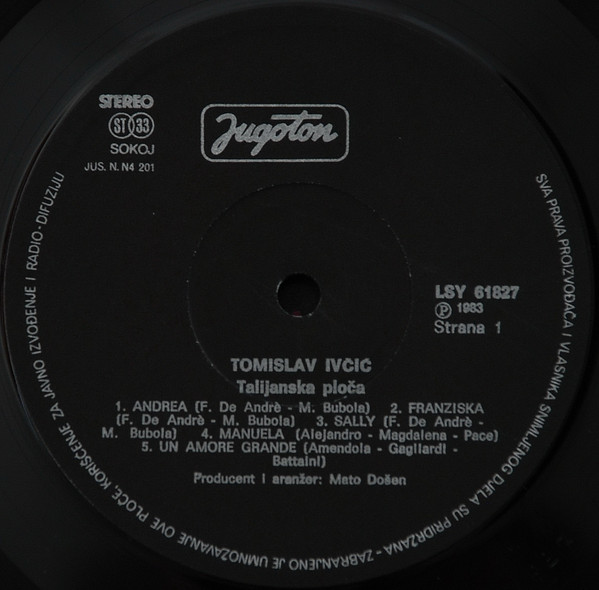 STEREO
ST 33
SOKOJ
JUS. N. N4 201
Jugoton
LSY 61827
Ⓟ 1983
Strana 1
TOMISLAV IVČIĆ
Talijanska ploča
1. ANDREA (F. De Andrè - M. Bubola) 2. FRANZISKA
(F. De Andrè - M. Bubola) 3. SALLY (F. De Andrè -
M. Bubola) 4. MANUELA (Alejandro - Magdalena - Pace)
5. UN AMORE GRANDE (Amendola - Gagliardi -
Battaini)
Producent i aranžer: Mato Došen
SVA PRAVA PROIZVOĐAČA I VLASNIKA SNIMLJENOG DJELA SU PRIDRŽANA - ZABRANJENO JE UMNOŽAVANJE OVE PLOČE, KORIŠĆENJE ZA JAVNO IZVOĐENJE I RADIO-DIFUZIJU